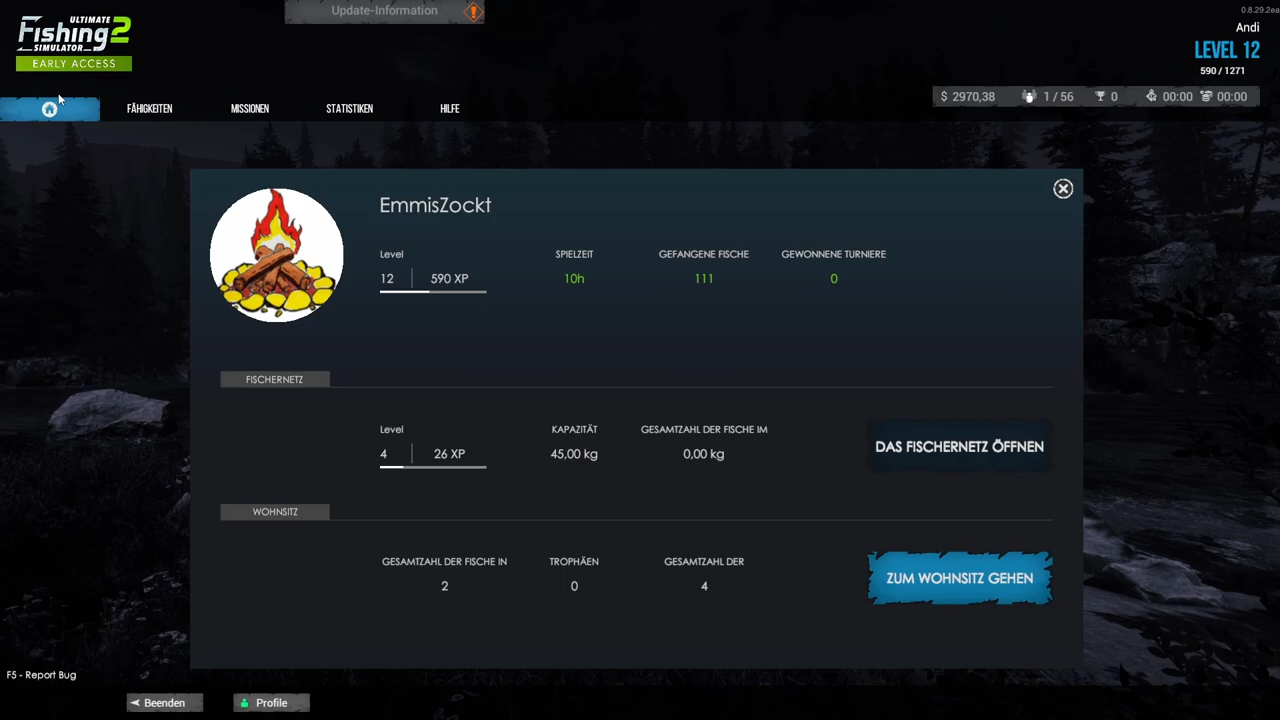 Update-Information
0.8.29.2ea
ULTIMATE
Fishing 2
SIMULATOR
EARLY ACCESS
Andi
LEVEL 12
590 / 1271
FÄHIGKEITEN
MISSIONEN
STATISTIKEN
HILFE
$ 2970,38
1 / 56
0
00:00
00:00
EmmisZockt
Level
SPIELZEIT
GEFANGENE FISCHE
GEWONNENE TURNIERE
12
590 XP
10h
111
0
FISCHERNETZ
Level
KAPAZITÄT
GESAMTZAHL DER FISCHE IM
4
26 XP
45,00 kg
0,00 kg
DAS FISCHERNETZ ÖFFNEN
WOHNSITZ
GESAMTZAHL DER FISCHE IN
TROPHÄEN
GESAMTZAHL DER
2
0
4
ZUM WOHNSITZ GEHEN
F5 - Report Bug
Beenden
Profile